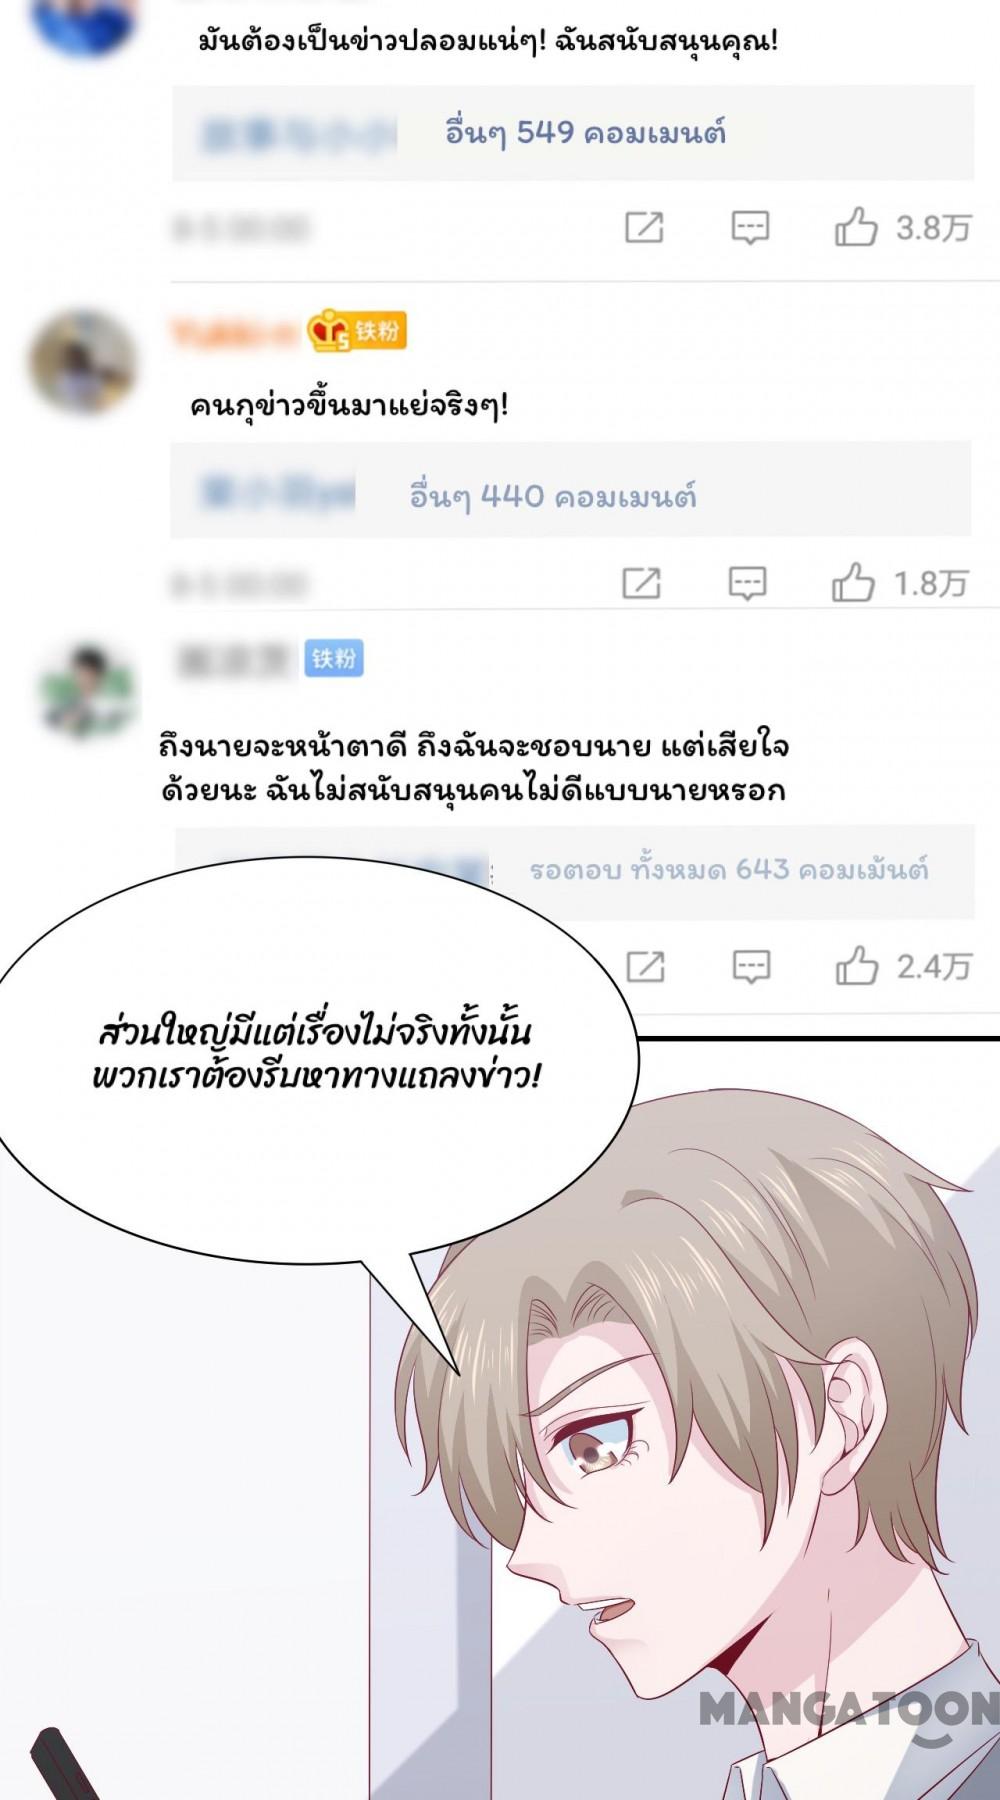 มันต้องเป็นข่าวปลอมแน่ๆ! ฉันสนับสนุนคุณ!
อื่นๆ 549 คอมเมนต์
3.8万
5 铁粉
คนกุข่าวขึ้นมาแย่จริงๆ!
อื่นๆ 440 คอมเมนต์
1.8万
铁粉
ถึงนายจะหน้าตาดี ถึงฉันจะชอบนาย แต่เสียใจ
ด้วยนะ ฉันไม่สนับสนุนคนไม่ดีแบบนายหรอก
รอตอบ ทั้งหมด 643 คอมเม้นต์
2.4万
ส่วนใหญ่มีแต่เรื่องไม่จริงทั้งนั้น
พวกเราต้องรีบหาทางแถลงข่าว!
MANGATOON